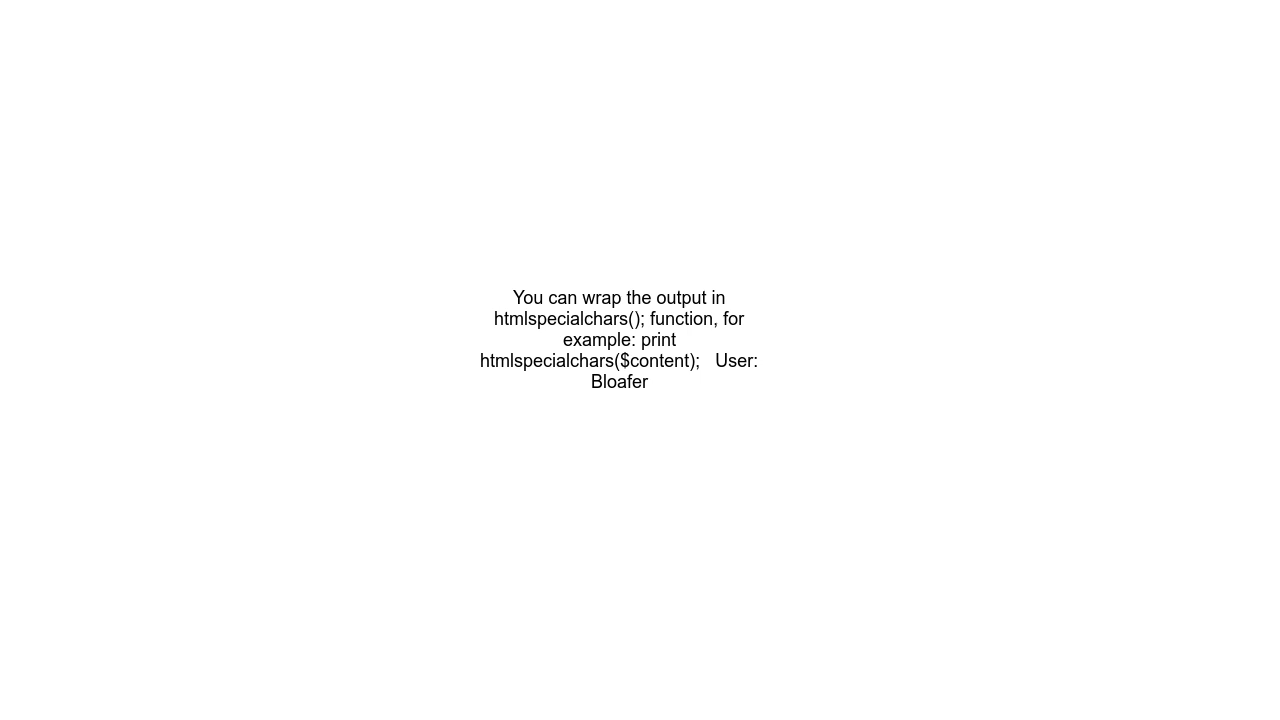 You can wrap the output in
htmlspecialchars(); function, for
example: print
htmlspecialchars($content);   User:
Bloafer